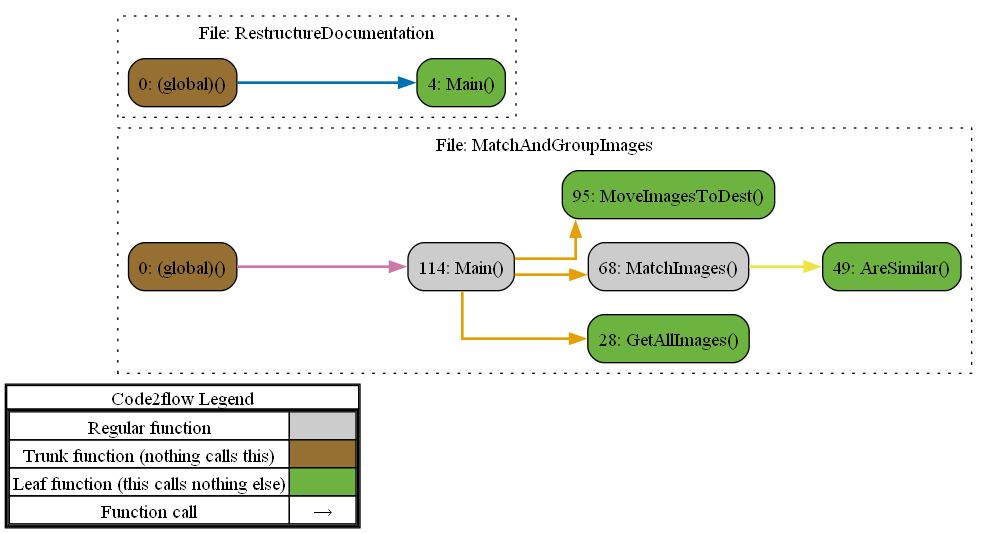 File: RestructureDocumentation
0: (global)()
4: Main()
File: MatchAndGroupImages
95: MoveImagesToDest()
0: (global)()
114: Main()
68: MatchImages()
49: AreSimilar()
28: GetAllImages()
Code2flow Legend
Regular function
Trunk function (nothing calls this)
Leaf function (this calls nothing else)
Function call →